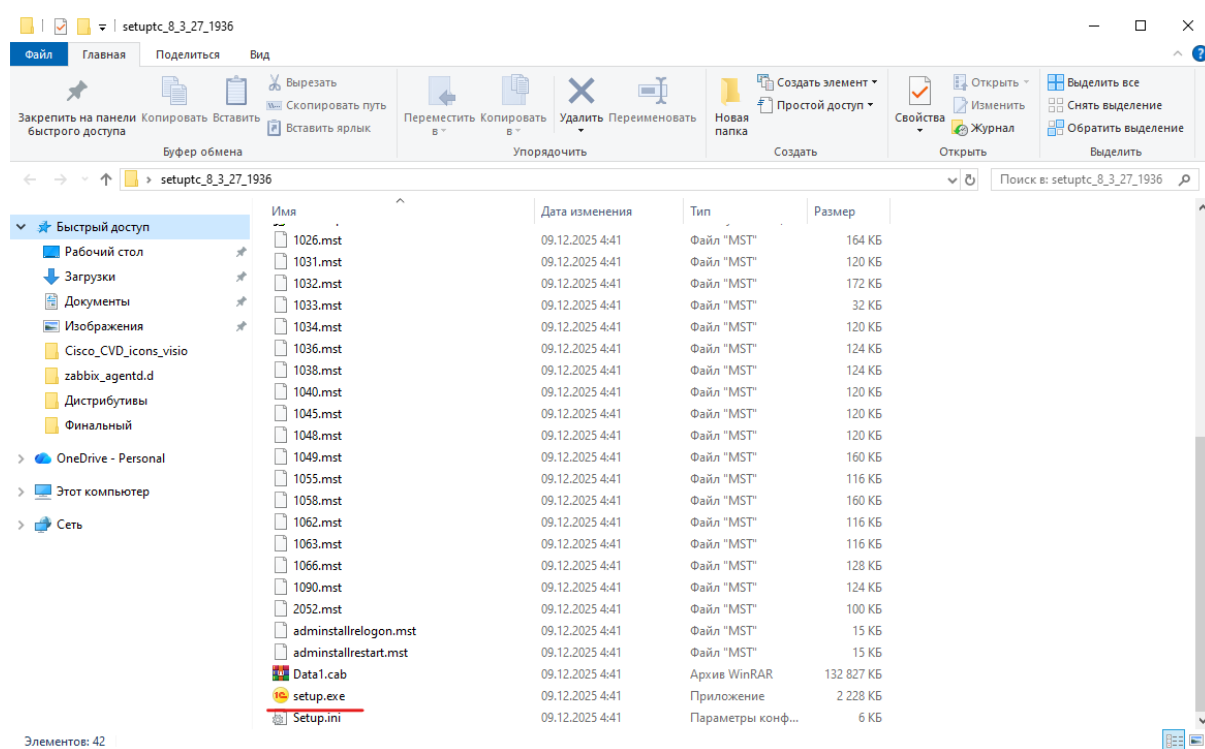 setuptc_8_3_27_1936
Файл Главная Поделиться Вид
Закрепить на панели быстрого доступа
Копировать
Вставить
Вырезать
Скопировать путь
Вставить ярлык
Буфер обмена
Переместить в
Копировать в
Удалить
Переименовать
Упорядочить
Новая папка
Создать элемент
Простой доступ
Создать
Свойства
Открыть
Изменить
Журнал
Открыть
Выделить все
Снять выделение
Обратить выделение
Выделить
setuptc_8_3_27_1936
Поиск в: setuptc_8_3_27_1936
Быстрый доступ
Рабочий стол
Загрузки
Документы
Изображения
Cisco_CVD_icons_visio
zabbix_agentd.d
Дистрибутивы
Финальный
OneDrive - Personal
Этот компьютер
Сеть
Имя Дата изменения Тип Размер
1026.mst 09.12.2025 4:41 Файл "MST" 164 КБ
1031.mst 09.12.2025 4:41 Файл "MST" 120 КБ
1032.mst 09.12.2025 4:41 Файл "MST" 172 КБ
1033.mst 09.12.2025 4:41 Файл "MST" 32 КБ
1034.mst 09.12.2025 4:41 Файл "MST" 120 КБ
1036.mst 09.12.2025 4:41 Файл "MST" 124 КБ
1038.mst 09.12.2025 4:41 Файл "MST" 124 КБ
1040.mst 09.12.2025 4:41 Файл "MST" 120 КБ
1045.mst 09.12.2025 4:41 Файл "MST" 120 КБ
1048.mst 09.12.2025 4:41 Файл "MST" 120 КБ
1049.mst 09.12.2025 4:41 Файл "MST" 160 КБ
1055.mst 09.12.2025 4:41 Файл "MST" 116 КБ
1058.mst 09.12.2025 4:41 Файл "MST" 160 КБ
1062.mst 09.12.2025 4:41 Файл "MST" 116 КБ
1063.mst 09.12.2025 4:41 Файл "MST" 116 КБ
1066.mst 09.12.2025 4:41 Файл "MST" 128 КБ
1090.mst 09.12.2025 4:41 Файл "MST" 124 КБ
2052.mst 09.12.2025 4:41 Файл "MST" 100 КБ
adminstallrelogon.mst 09.12.2025 4:41 Файл "MST" 15 КБ
adminstallrestart.mst 09.12.2025 4:41 Файл "MST" 15 КБ
Data1.cab 09.12.2025 4:41 Архив WinRAR 132 827 КБ
setup.exe 09.12.2025 4:41 Приложение 2 228 КБ
Setup.ini 09.12.2025 4:41 Параметры конф... 6 КБ
Элементов: 42